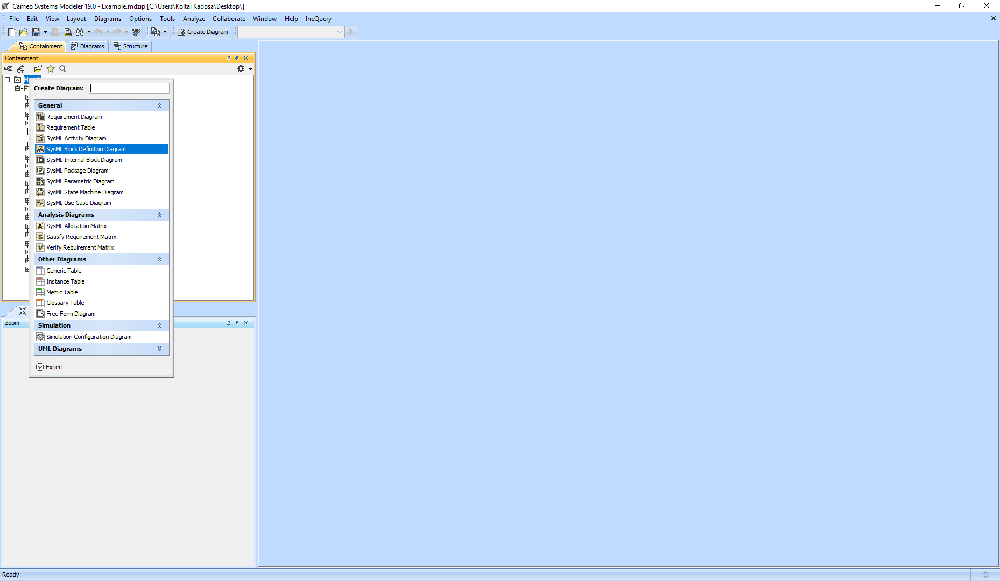 Cameo Systems Modeler 19.0 - Example.mdzip [C:\Users\Koltai Kadosa\Desktop\]
File Edit View Layout Diagrams Options Tools Analyze Collaborate Window Help IncQuery
Create Diagram
Containment Diagrams Structure
Containment
Create Diagram:
General
Requirement Diagram
Requirement Table
SysML Activity Diagram
SysML Block Definition Diagram
SysML Internal Block Diagram
SysML Package Diagram
SysML Parametric Diagram
SysML State Machine Diagram
SysML Use Case Diagram
Analysis Diagrams
A SysML Allocation Matrix
S Satisfy Requirement Matrix
V Verify Requirement Matrix
Other Diagrams
Generic Table
Instance Table
Metric Table
Glossary Table
Free Form Diagram
Zoom
Simulation
Simulation Configuration Diagram
UML Diagrams
Expert
Ready